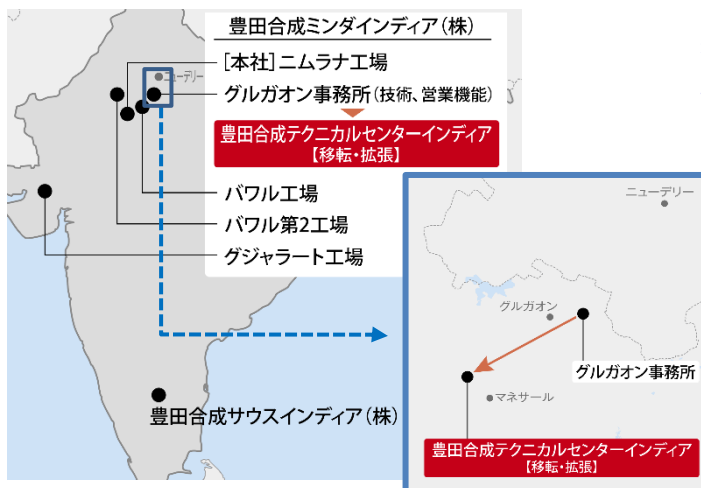 豊田合成ミンダインディア(株)
[本社]ニムラナ工場
ニューデリー
グルガオン事務所(技術、営業機能)
豊田合成テクニカルセンターインディア
【移転・拡張】
バワル工場
バワル第2工場
グジャラート工場
豊田合成サウスインディア(株)
ニューデリー
グルガオン
グルガオン事務所
マネサール
豊田合成テクニカルセンターインディア
【移転・拡張】